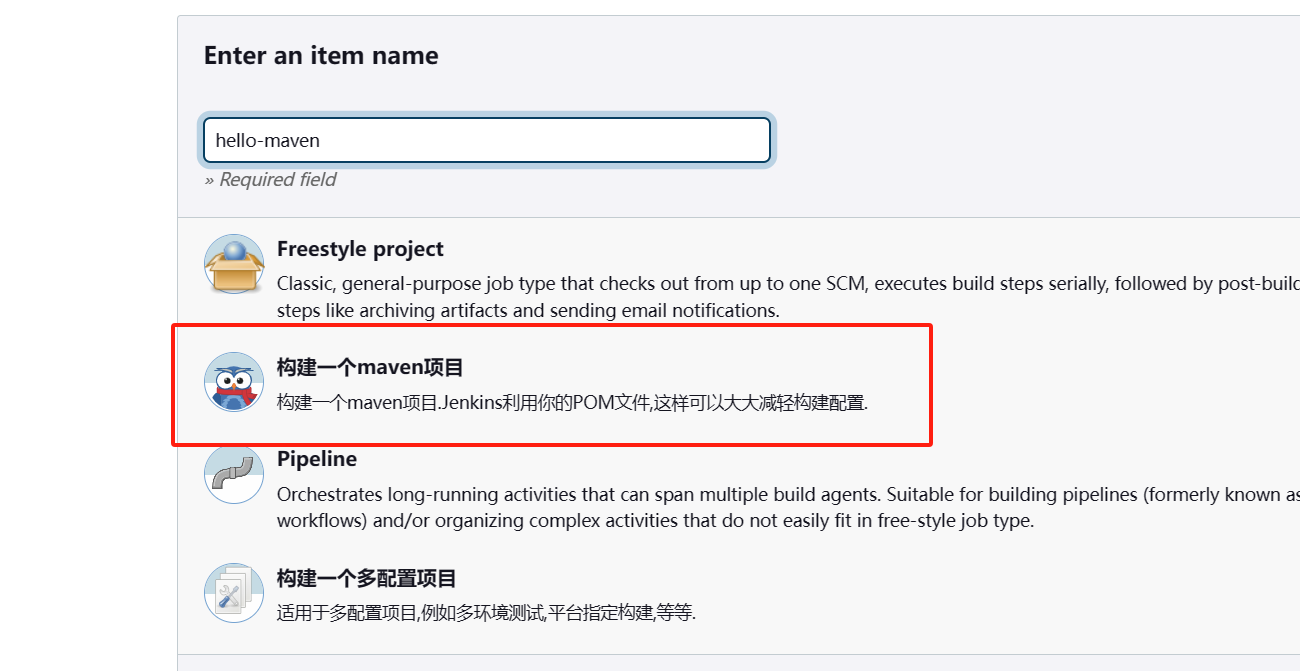 Enter an item name
hello-maven
» Required field
Freestyle project
Classic, general-purpose job type that checks out from up to one SCM, executes build steps serially, followed by post-build
steps like archiving artifacts and sending email notifications.
构建一个maven项目
构建一个maven项目.Jenkins利用你的POM文件,这样可以大大减轻构建配置.
Pipeline
Orchestrates long-running activities that can span multiple build agents. Suitable for building pipelines (formerly known as
workflows) and/or organizing complex activities that do not easily fit in free-style job type.
构建一个多配置项目
适用于多配置项目,例如多环境测试,平台指定构建,等等.